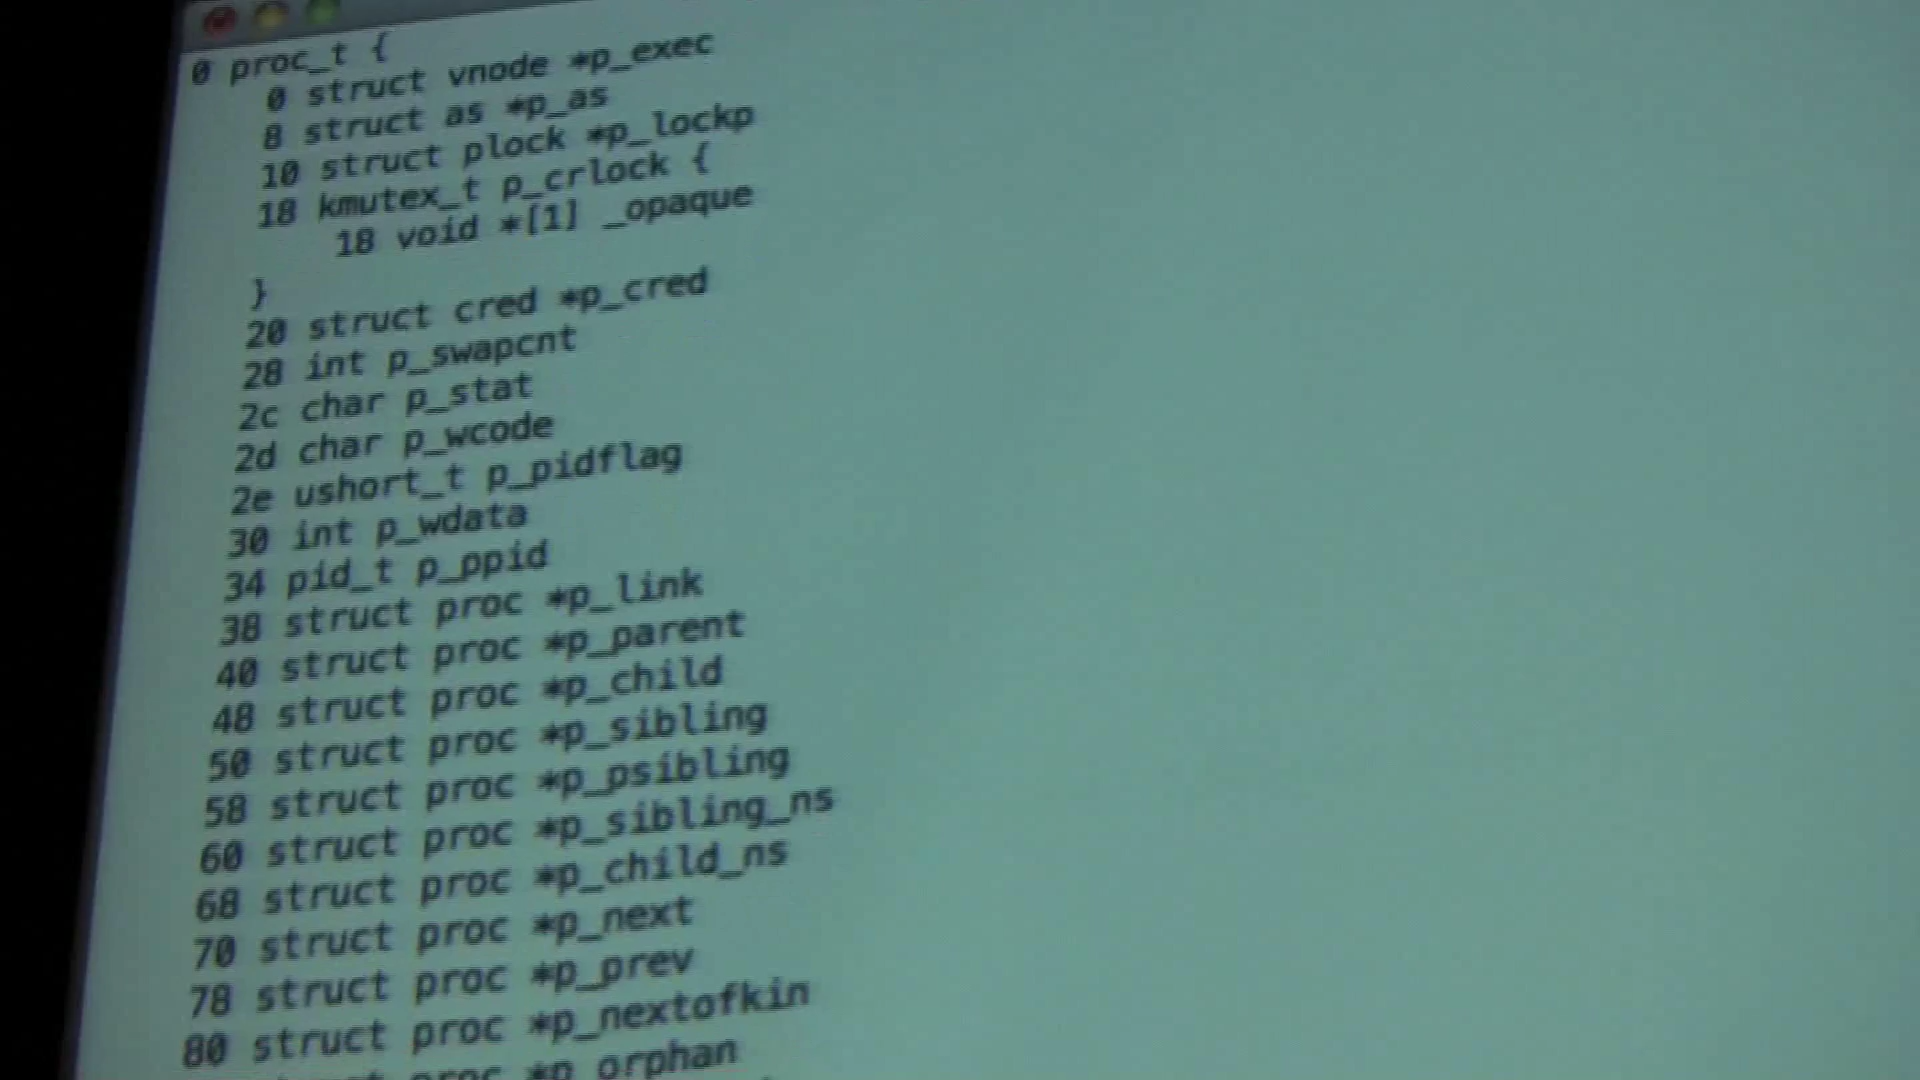 0 proc_t {
0 struct vnode *p_exec
8 struct as *p_as
10 struct plock *p_lockp
18 kmutex_t p_crlock {
18 void *[1] _opaque
}
20 struct cred *p_cred
28 int p_swapcnt
2c char p_stat
2d char p_wcode
2e ushort_t p_pidflag
30 int p_wdata
34 pid_t p_ppid
38 struct proc *p_link
40 struct proc *p_parent
48 struct proc *p_child
50 struct proc *p_sibling
58 struct proc *p_psibling
60 struct proc *p_sibling_ns
68 struct proc *p_child_ns
70 struct proc *p_next
78 struct proc *p_prev
80 struct proc *p_nextofkin
struct proc *p_orphan